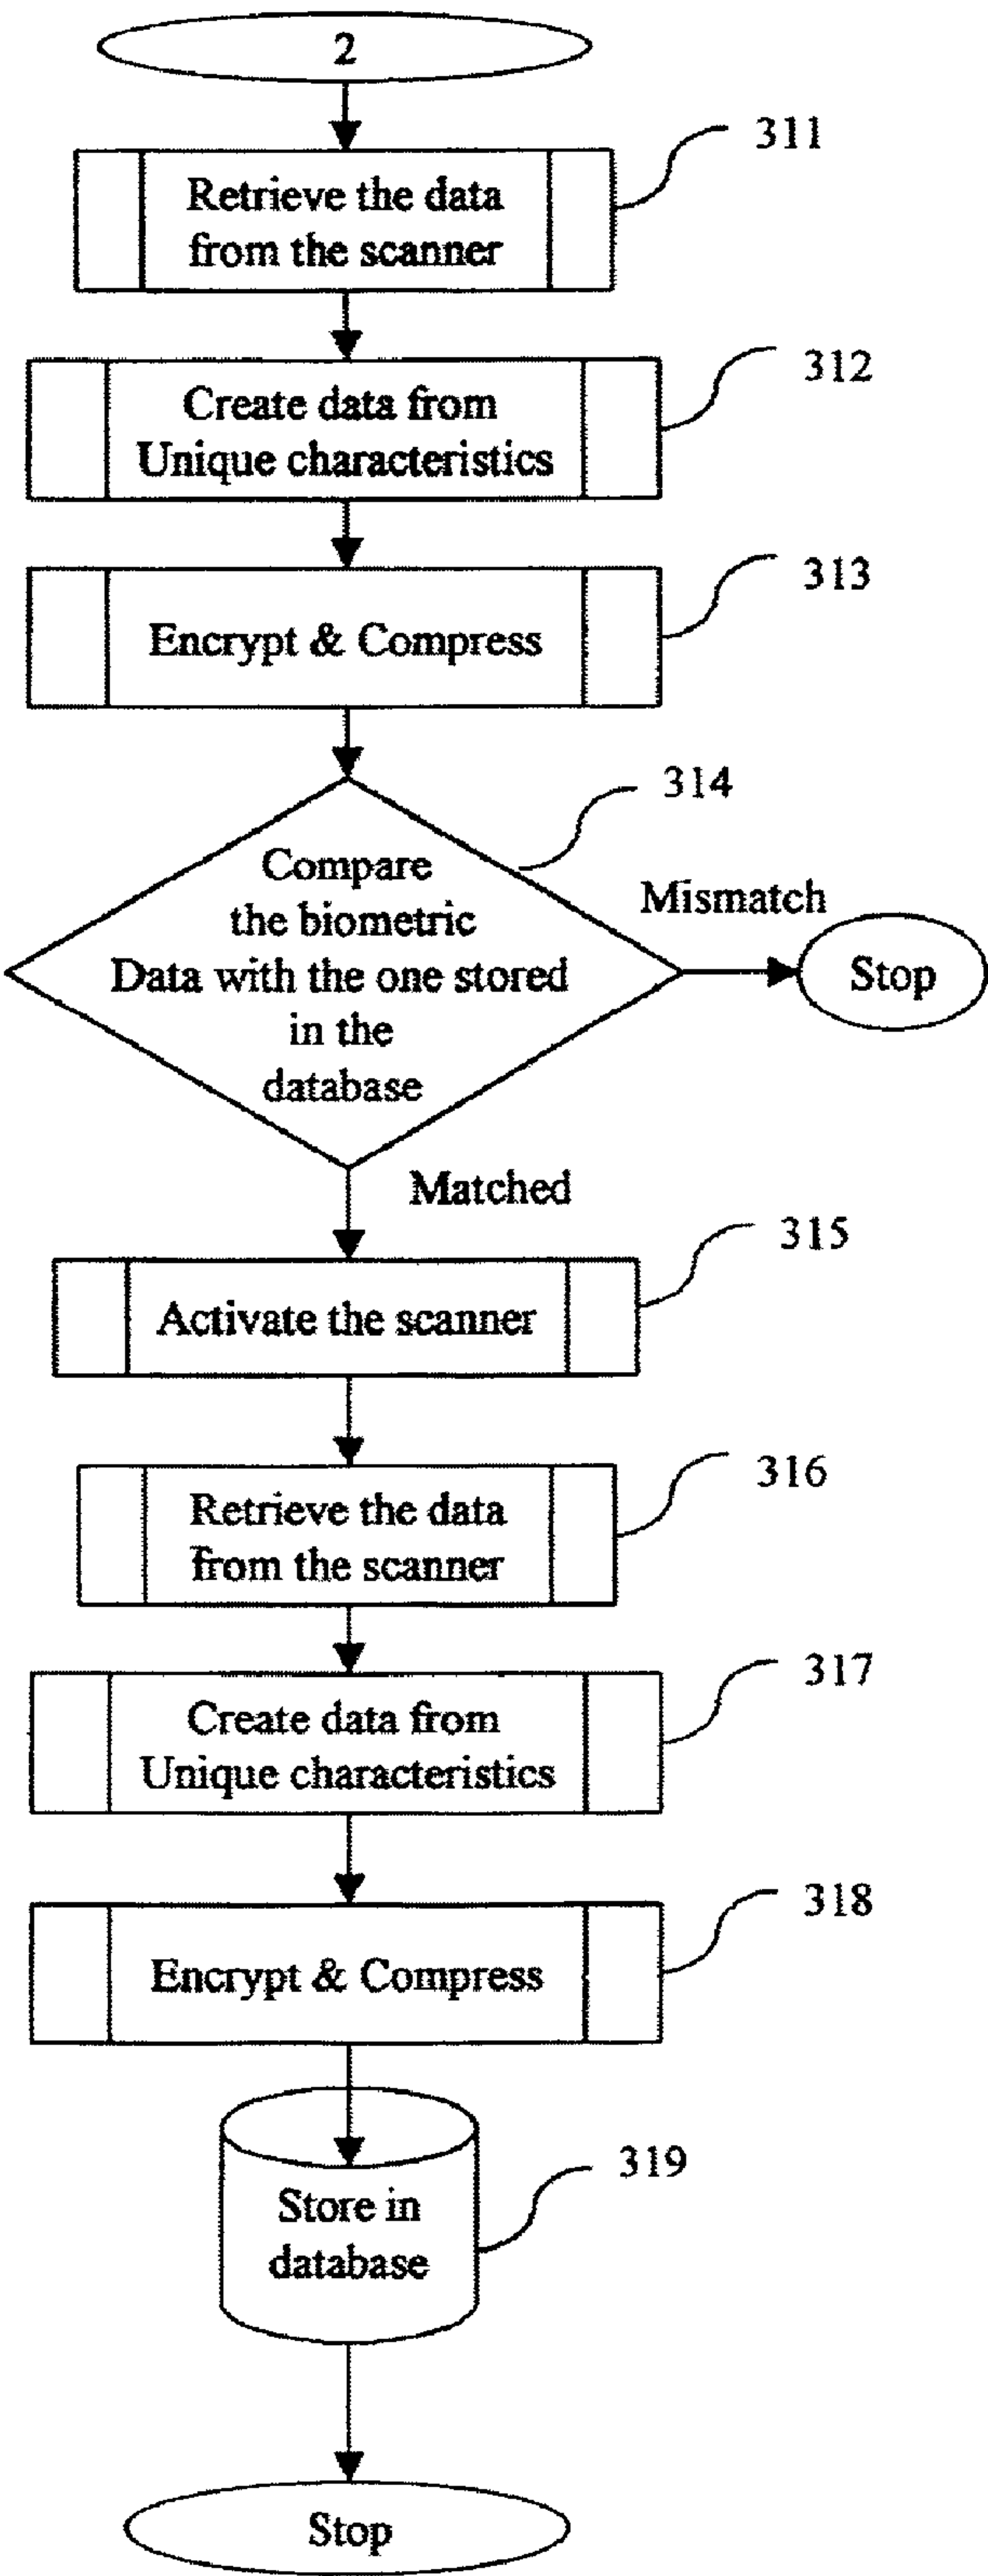 2
311
Retrieve the data
from the scanner
312
Create data from
Unique characteristics
313
Encrypt & Compress
314
Compare
the biometric
Data with the one stored
in the
database
Mismatch
Stop
Matched
315
Activate the scanner
316
Retrieve the data
from the scanner
317
Create data from
Unique characteristics
318
Encrypt & Compress
319
Store in
database
Stop